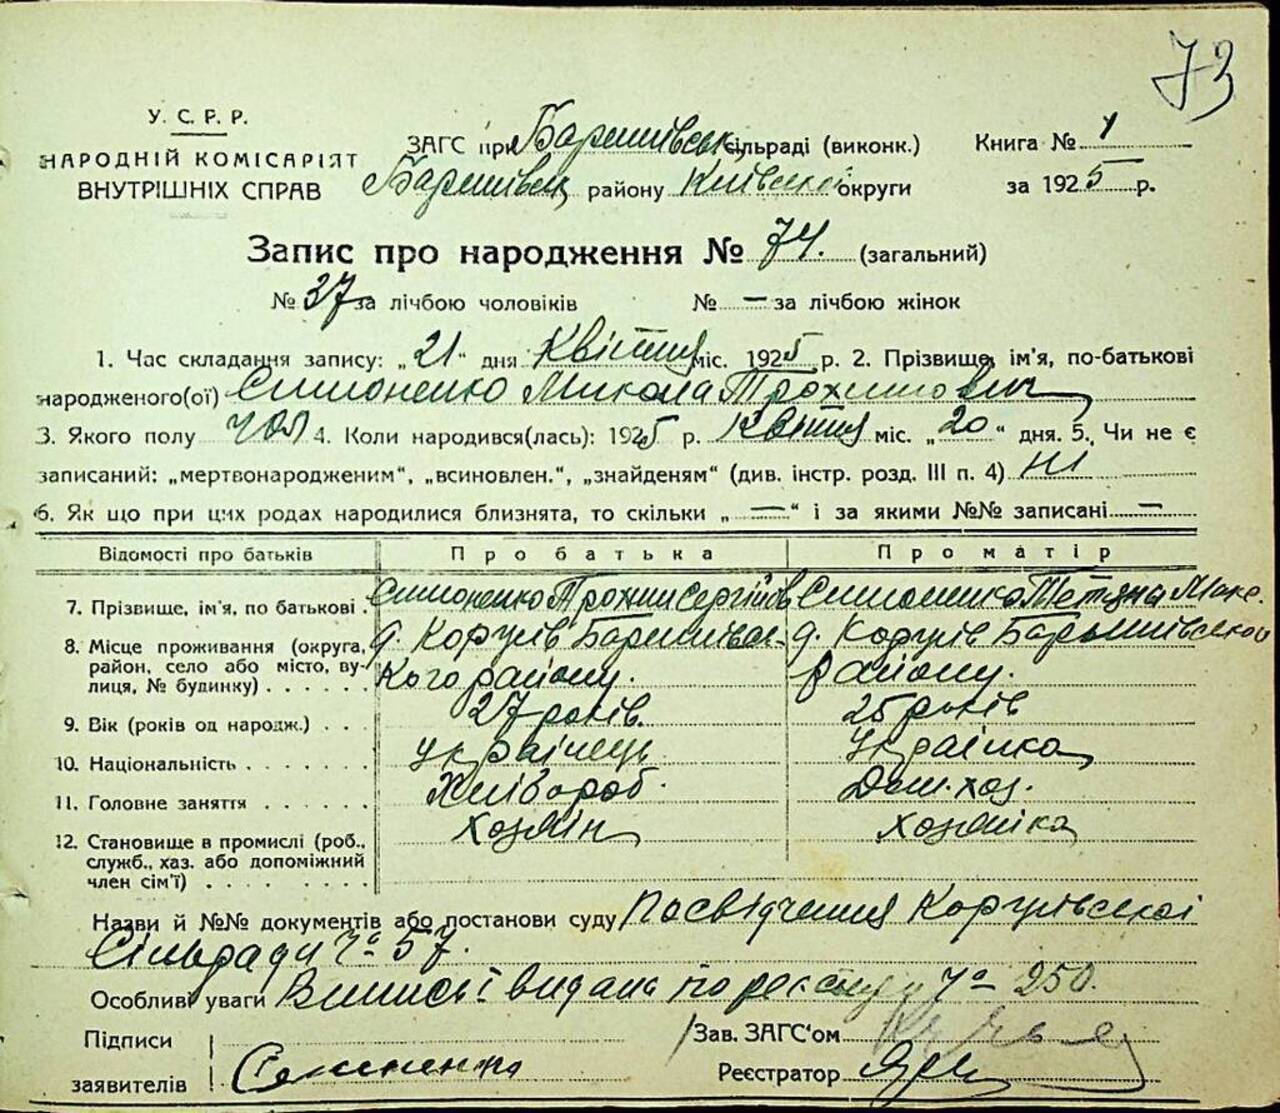 73
У. С. Р. Р.
НАРОДНІЙ КОМІСАРІЯТ
ВНУТРІШНІХ СПРАВ
ЗАГС при Баришівськ. сільраді (виконк.)
Баришівськ. району Київської округи
Книга № 1
за 1925 р.
Запис про народження № 74. (загальний)
№ 37 за лічбою чоловіків № — за лічбою жінок
1. Час складання запису: „21“ дня Квітня міс. 1925 р. 2. Прізвище, ім'я, по-батькові
народженого(ої) Симоненко Микола Трохимович
3. Якого полу чол 4. Коли народився(лась): 1925 р. Квітня міс. „20“ дня. 5. Чи не є
записаний: „мертвонародженим“, „всиновлен.“, „знайденям“ (див. інстр. розд. III п. 4) Ні
6. Як що при цих родах народилися близнята, то скільки „ — “ і за якими №№ записані —
Відомості про батьків Про батька Про матір
7. Прізвище, ім'я, по батькові . Симоненко Трохим Сергійов Симоненко Тетяна Макс.
8. Місце проживання (округа, район, село або місто, вулиця, № будинку) . . . . . . д. Коржів Баришівського району. д. Коржів Баришівского району.
9. Вік (років од народж.) . . . 27 років 25 років
10. Національність . . . . . . . українець українка
11. Головне заняття . . . . . . Хлівороб. Дом. хоз.
12. Становище в промислі (роб., служб., хаз. або допоміжний член сім'ї) . . . . . . . . хозяїн хозяйка
Назви й №№ документів або постанови суду Посвідчення Коржівської
Сільради № 57.
Особливі уваги Випись видана по реєстру № 250.
Підписи
заявителів Симоненко
Зав. ЗАГС'ом
Реєстратор